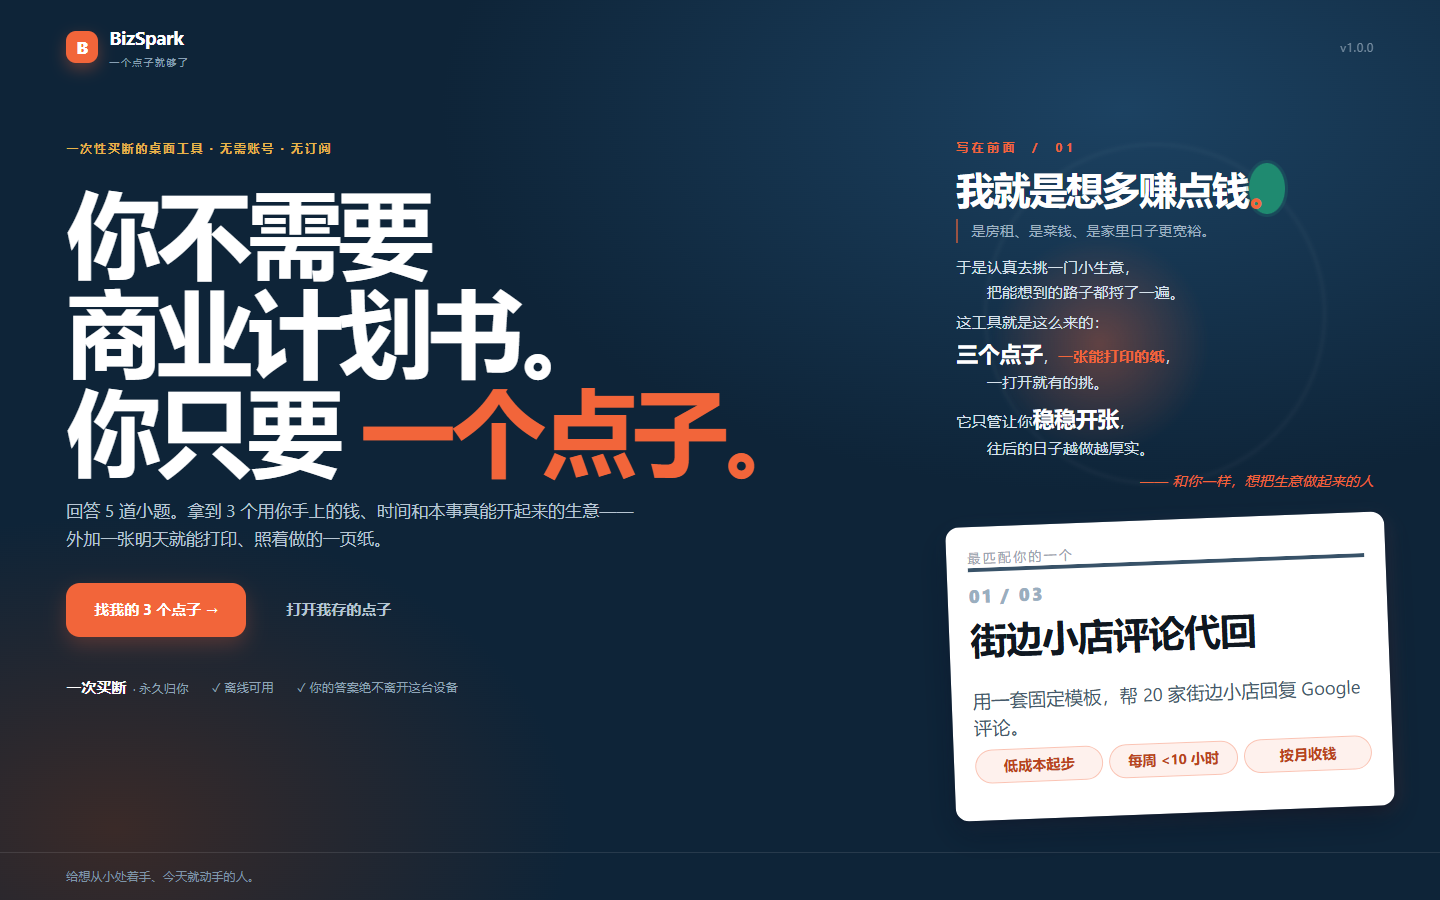 B
BizSpark
一个点子就够了
v1.0.0
一次性买断的桌面工具 · 无需账号 · 无订阅
你不需要
商业计划书。
你只要 一个点子。
回答 5 道小题。拿到 3 个用你手上的钱、时间和本事真能开起来的生意——
外加一张明天就能打印、照着做的一页纸。
找我的 3 个点子 →
打开我存的点子
一次买断 · 永久归你
✓ 离线可用
✓ 你的答案绝不离开这台设备
写在前面 / 01
我就是想多赚点钱。
是房租、是菜钱、是家里日子更宽裕。
于是认真去挑一门小生意，
把能想到的路子都捋了一遍。
这工具就是这么来的：
三个点子，一张能打印的纸，
一打开就有的挑。
它只管让你稳稳开张，
往后的日子越做越厚实。
—— 和你一样，想把生意做起来的人
最匹配你的一个
01 / 03
街边小店评论代回
用一套固定模板，帮 20 家街边小店回复 Google
评论。
低成本起步
每周 <10 小时
按月收钱
给想从小处着手、今天就动手的人。